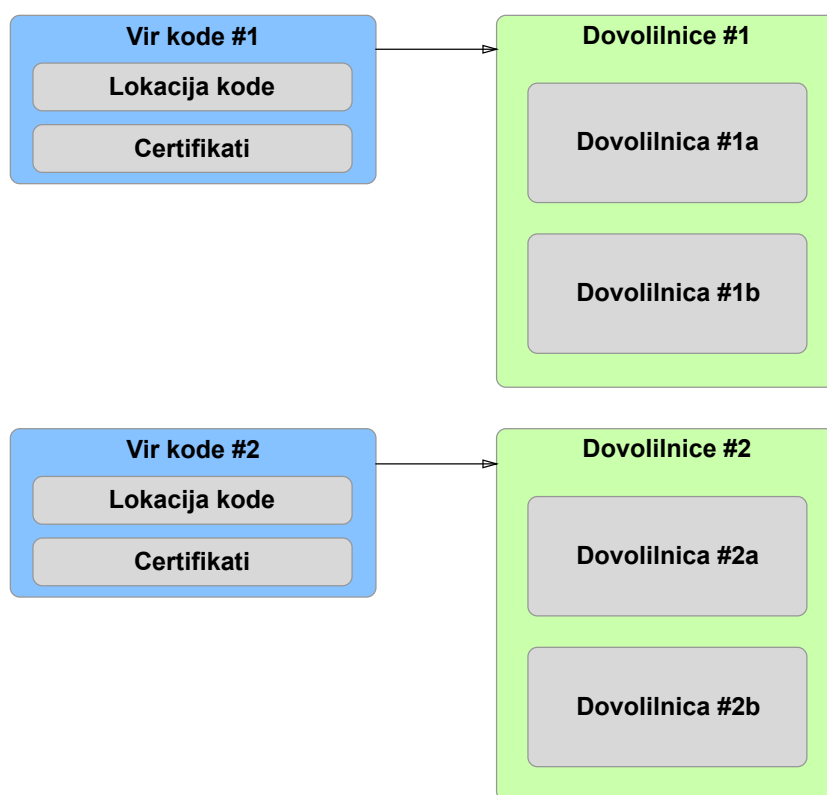 Vir kode #1
Lokacija kode
Certifikati
Dovolilnice #1
Dovolilnica #1a
Dovolilnica #1b
Vir kode #2
Lokacija kode
Certifikati
Dovolilnice #2
Dovolilnica #2a
Dovolilnica #2b